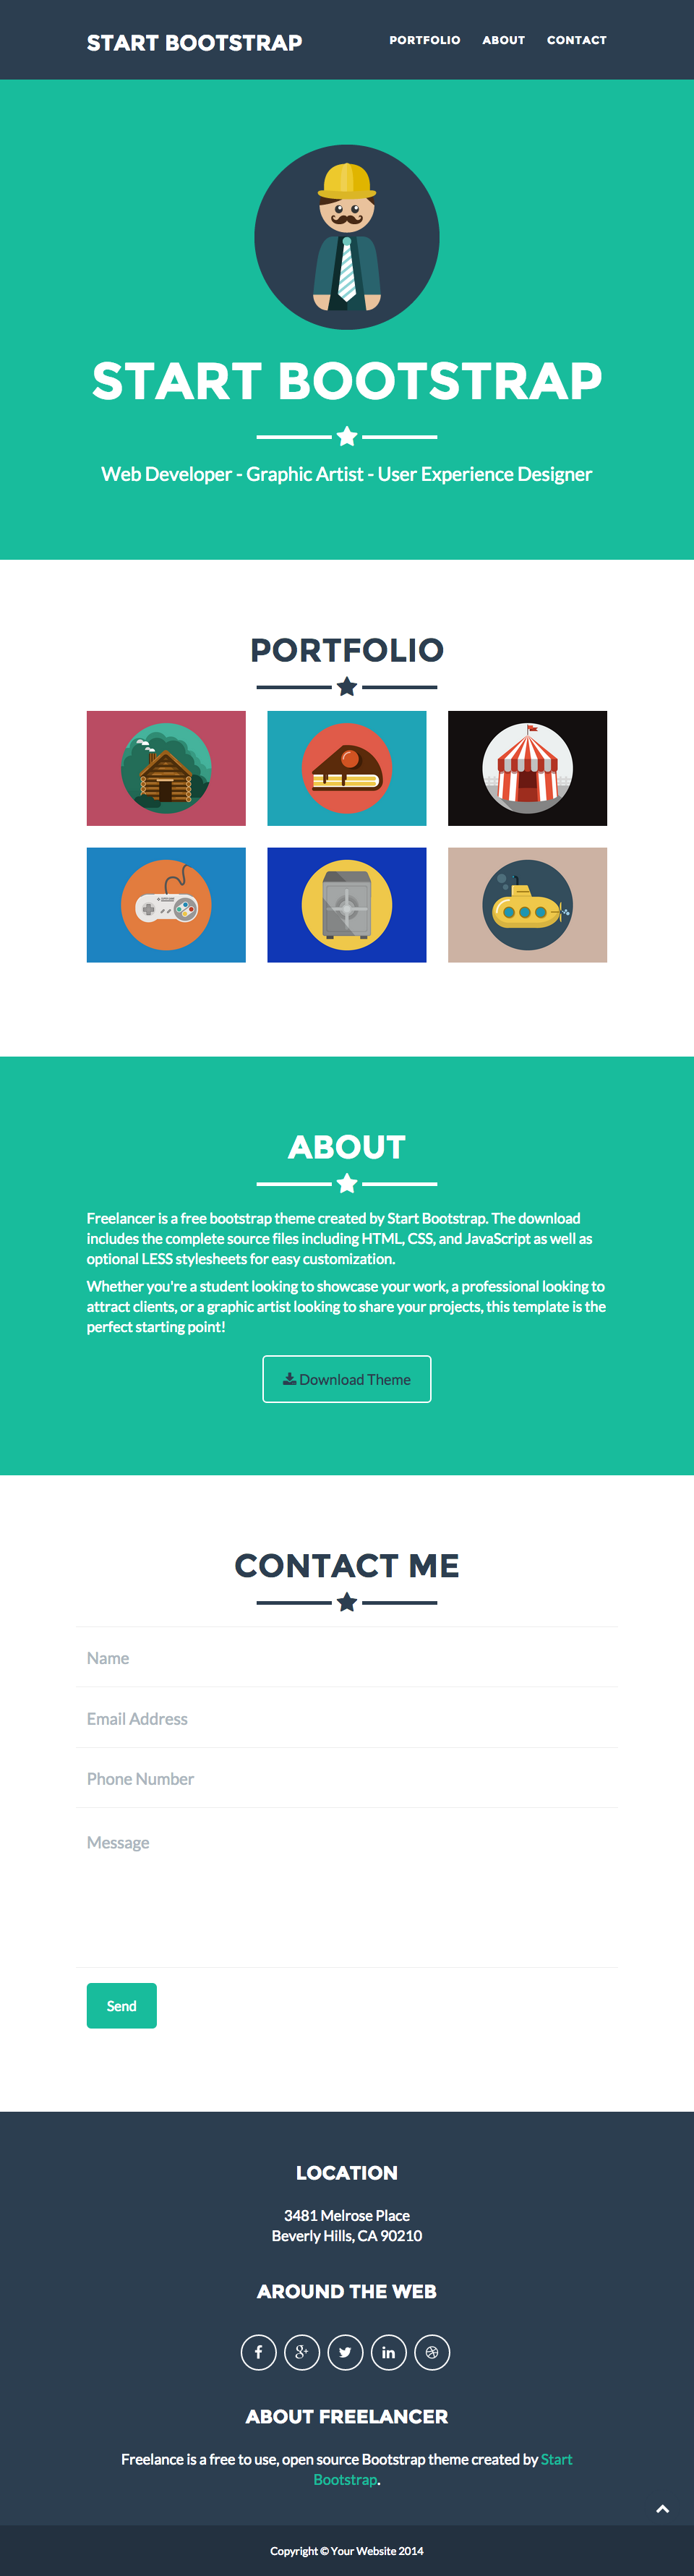 START BOOTSTRAP
PORTFOLIO ABOUT CONTACT
START BOOTSTRAP
Web Developer - Graphic Artist - User Experience Designer
PORTFOLIO
ABOUT
Freelancer is a free bootstrap theme created by Start Bootstrap. The download
includes the complete source files including HTML, CSS, and JavaScript as well as
optional LESS stylesheets for easy customization.
Whether you're a student looking to showcase your work, a professional looking to
attract clients, or a graphic artist looking to share your projects, this template is the
perfect starting point!
Download Theme
CONTACT ME
Name
Email Address
Phone Number
Message
Send
LOCATION
3481 Melrose Place
Beverly Hills, CA 90210
AROUND THE WEB
ABOUT FREELANCER
Freelance is a free to use, open source Bootstrap theme created by Start
Bootstrap.
Copyright © Your Website 2014